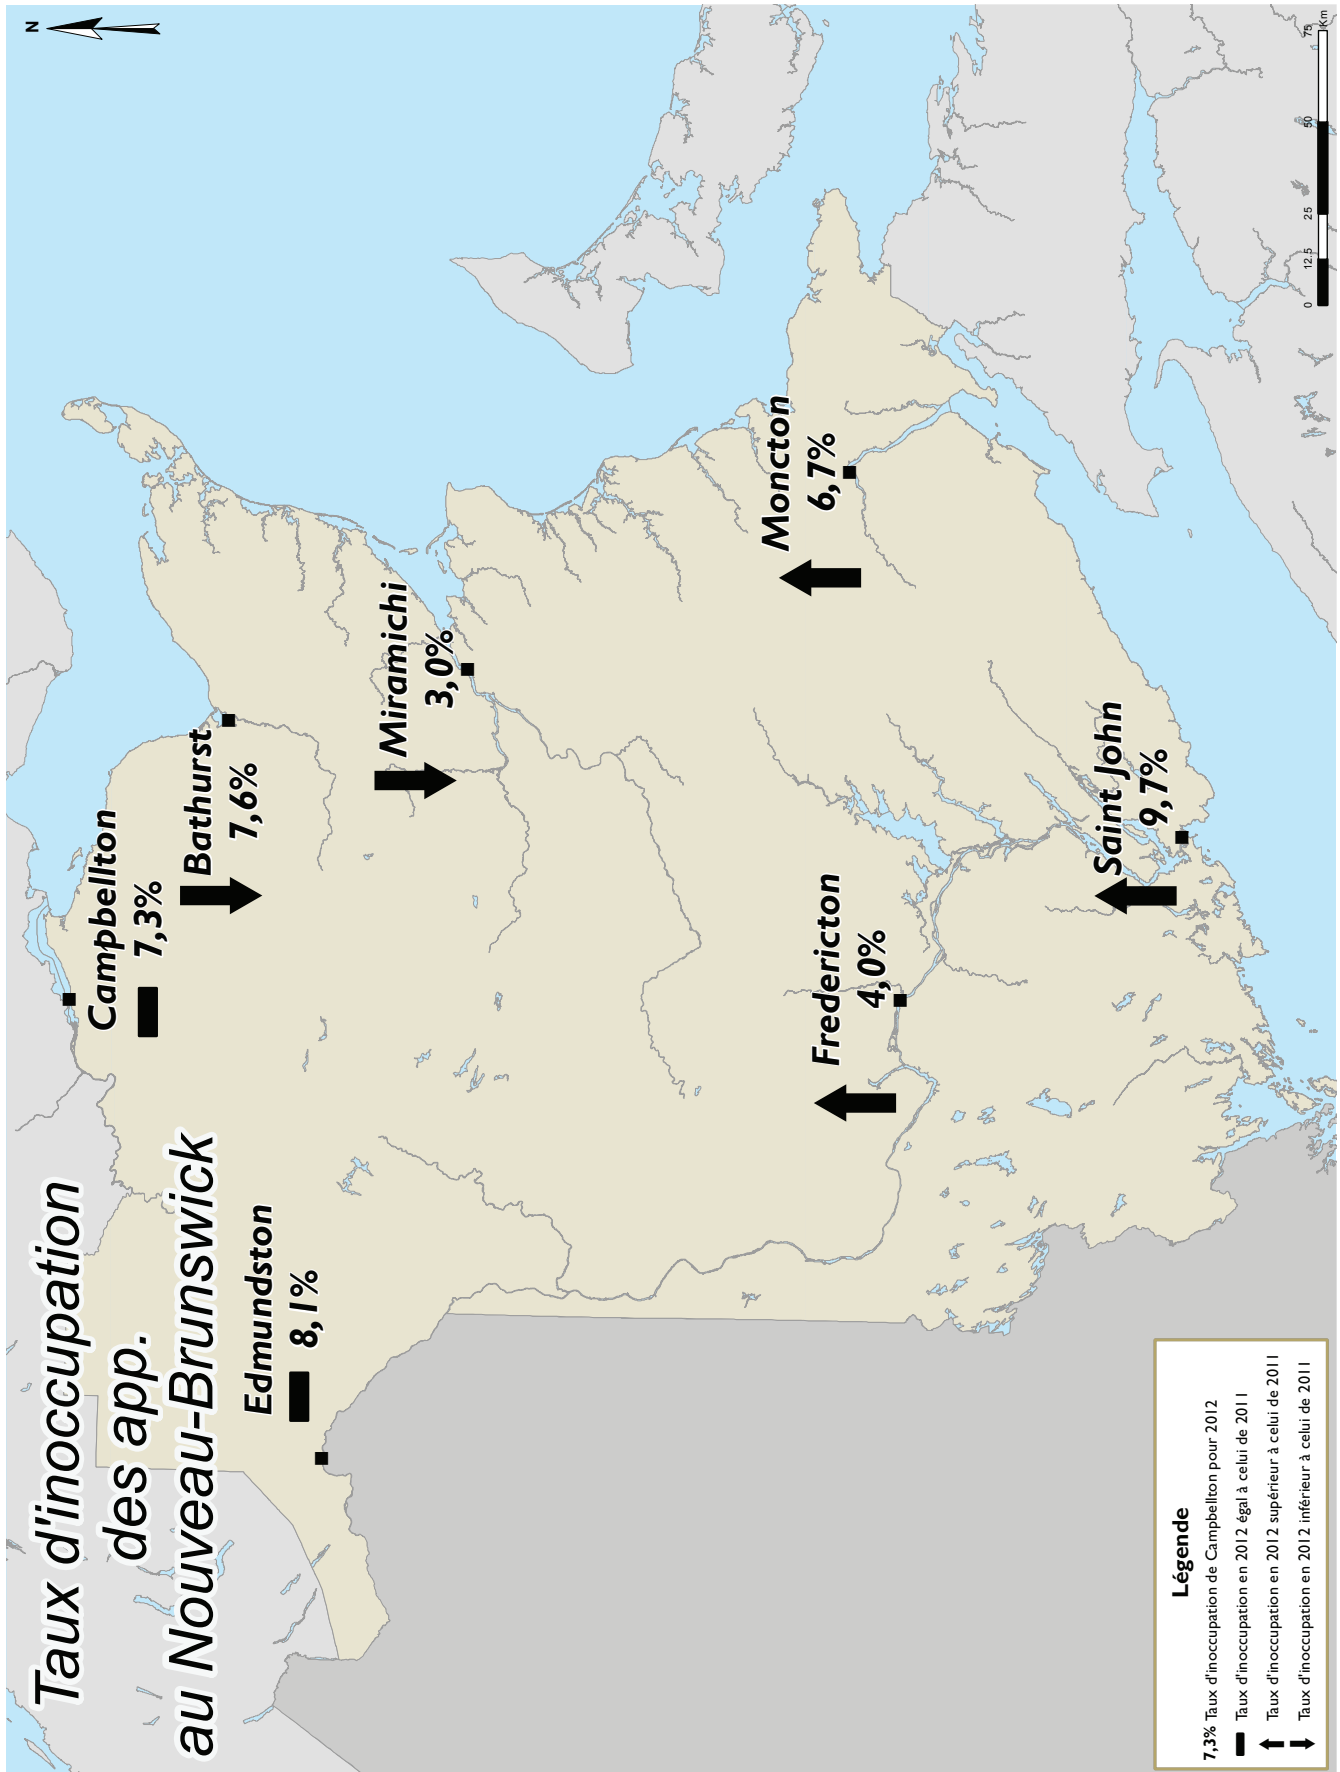 Taux d'inoccupation
des app.
au Nouveau-Brunswick
N
Campbellton
7,3%
Bathurst
7,6%
Edmundston
8,1%
Miramichi
3,0%
Moncton
6,7%
Fredericton
4,0%
Saint John
9,7%
Légende
7,3% Taux d'inoccupation de Campbellton pour 2012
Taux d'inoccupation en 2012 égal à celui de 2011
Taux d'inoccupation en 2012 supérieur à celui de 2011
Taux d'inoccupation en 2012 inférieur à celui de 2011
0 12,5 25 50 75
Km